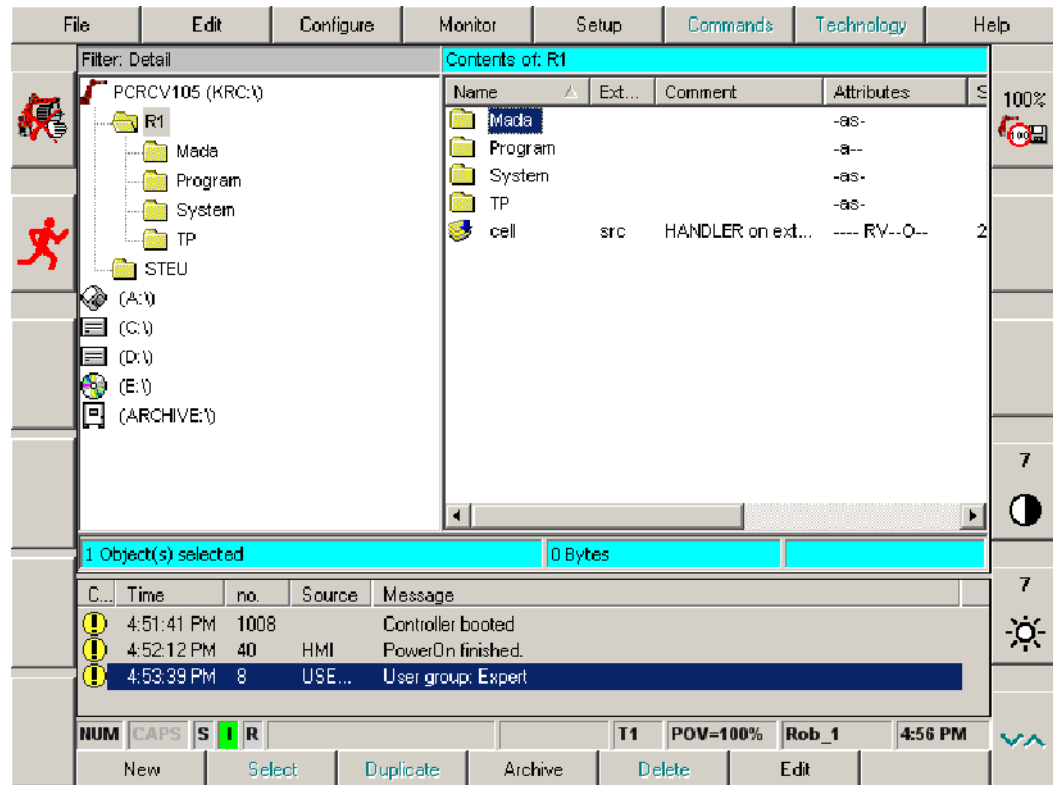 File Edit Configure Monitor Setup Commands Technology Help
Filter: Detail Contents of: R1
Name Ext... Comment Attributes S
PCRCV105 (KRC:\)
R1
Mada
Program
System
TP
STEU
(A:\)
(C:\)
(D:\)
(E:\)
(ARCHIVE:\)
Mada -as-
Program -a--
System -as-
TP -as-
cell src HANDLER on ext... ---- RV--O-- 2
100%
100
7
7
1 Object(s) selected 0 Bytes
C... Time no. Source Message
4:51:41 PM 1008 Controller booted
4:52:12 PM 40 HMI PowerOn finished.
4:53:39 PM 8 USE... User group: Expert
NUM CAPS S I R T1 POV=100% Rob_1 4:56 PM
New Select Duplicate Archive Delete Edit